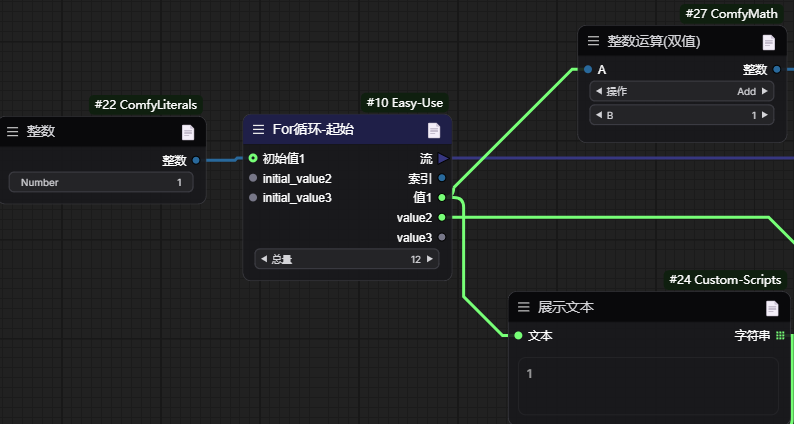 #27 ComfyMath
整数运算(双值)
A 整数
操作 Add
B 1
#22 ComfyLiterals
整数
整数
Number 1
#10 Easy-Use
For循环-起始
初始值1 流
initial_value2 索引
initial_value3 值1
value2
value3
总量 12
#24 Custom-Scripts
展示文本
文本 字符串
1